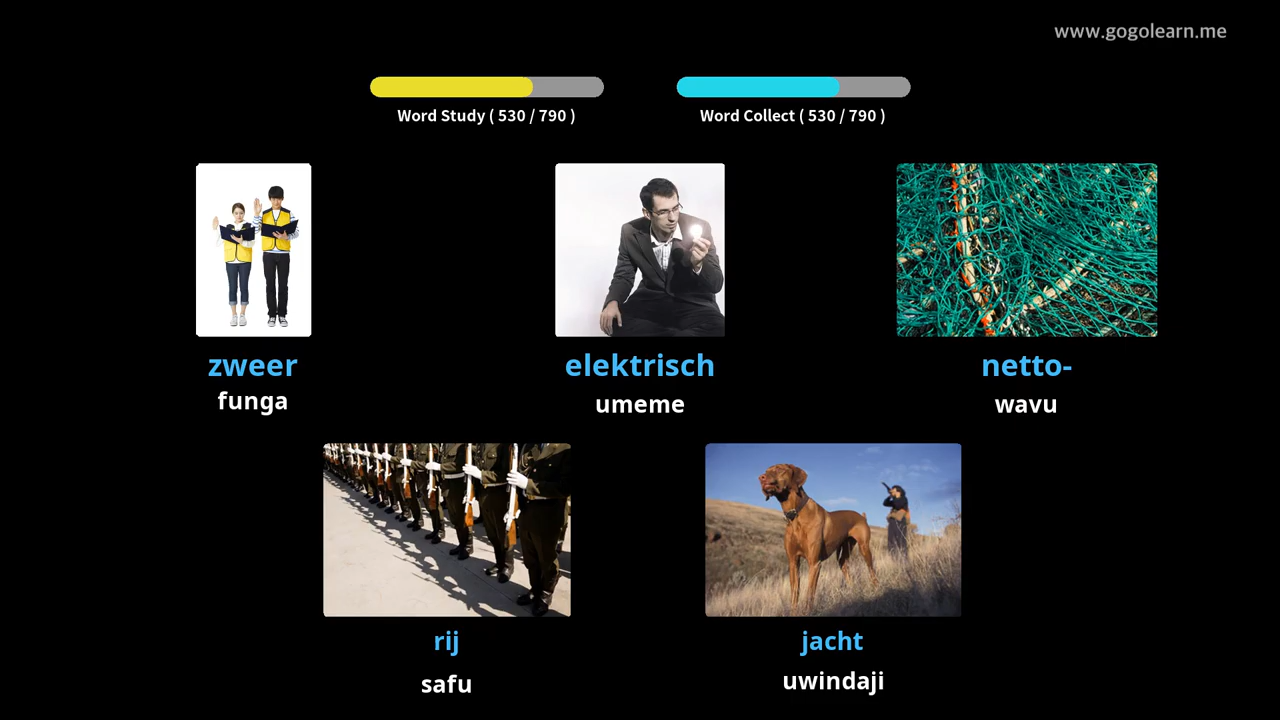 www.gogolearn.me
Word Study ( 530 / 790 )
Word Collect ( 530 / 790 )
zweer
funga
elektrisch
umeme
netto-
wavu
rij
safu
jacht
uwindaji